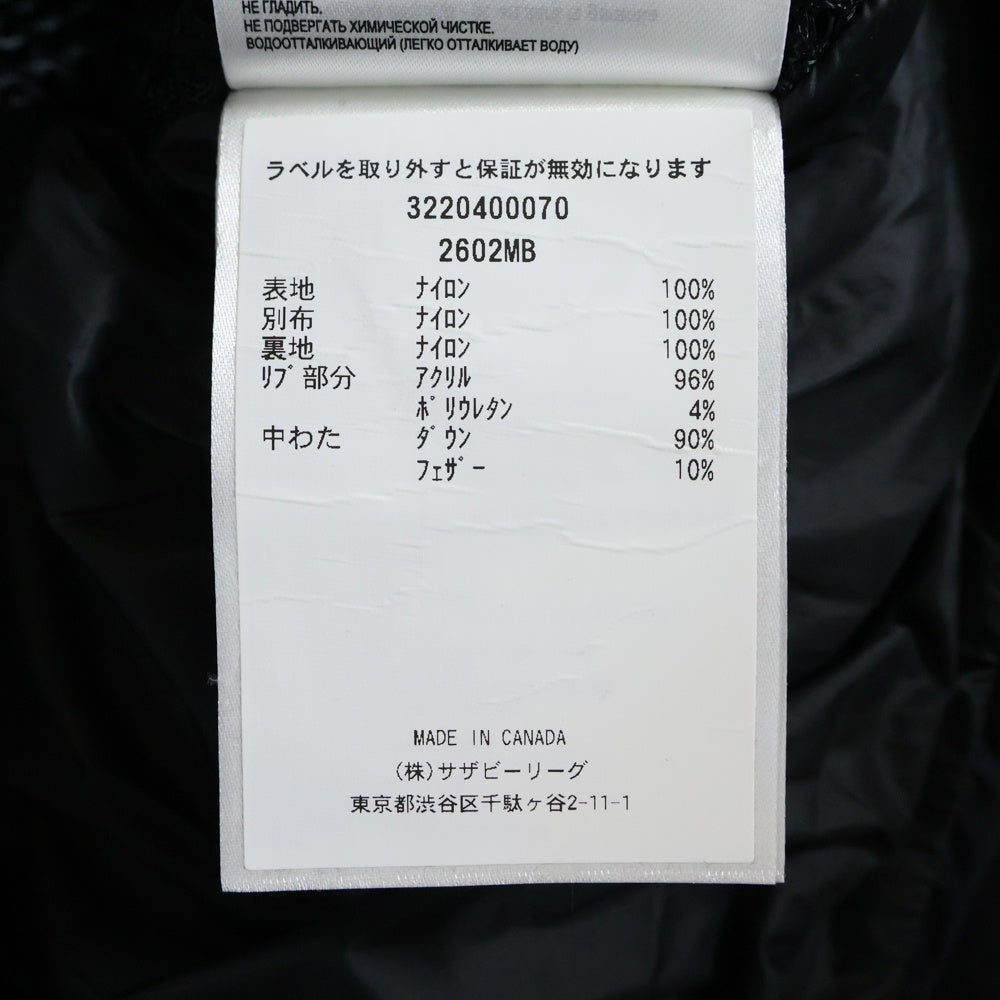 НЕ ГЛАДИТЬ.
НЕ ПОДВЕРГАТЬ ХИМИЧЕСКОЙ ЧИСТКЕ.
ВОДООТТАЛКИВАЮЩИЙ (ЛЕГКО ОТТАЛКИВАЕТ ВОДУ)
ラベルを取り外すと保証が無効になります
3220400070
2602MB
表地 ﾅｲﾛﾝ 100%
別布 ﾅｲﾛﾝ 100%
裏地 ﾅｲﾛﾝ 100%
ﾘﾌﾞ部分 ｱｸﾘﾙ 96%
ﾎﾟﾘｳﾚﾀﾝ 4%
中わた ﾀﾞｳﾝ 90%
ﾌｪｻﾞｰ 10%
MADE IN CANADA
(株)サザビーリーグ
東京都渋谷区千駄ヶ谷2-11-1